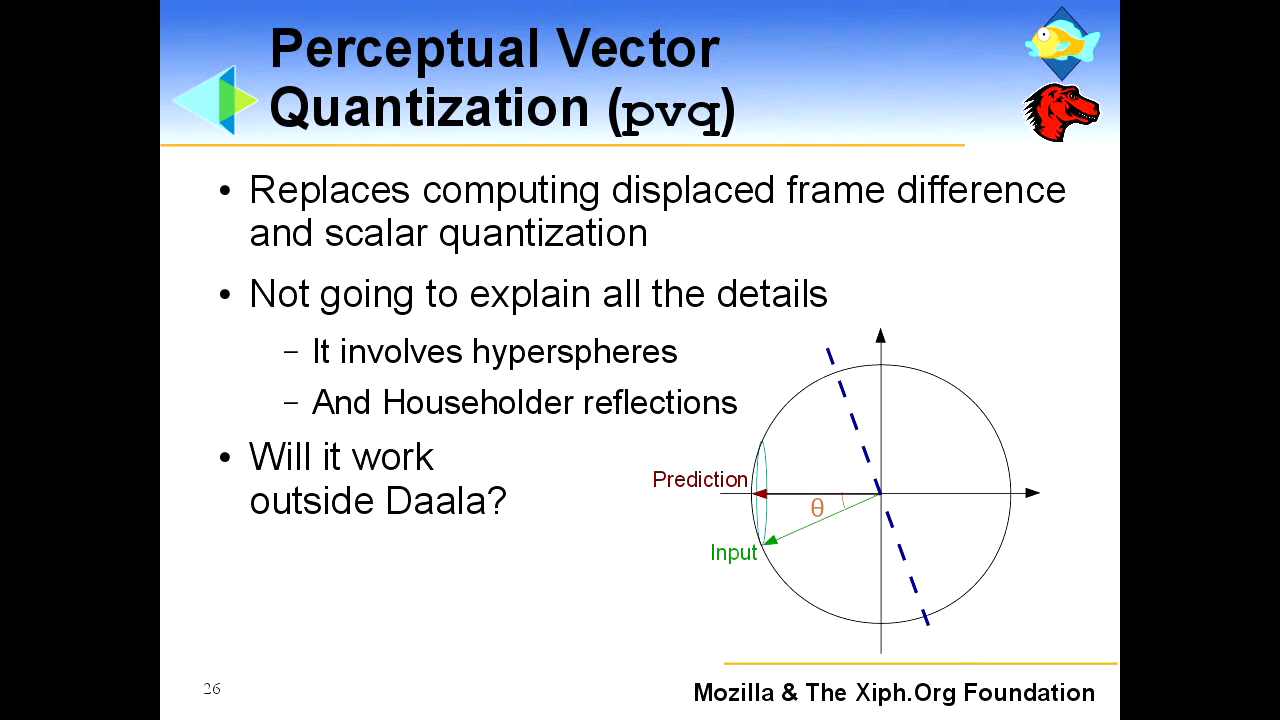 Perceptual Vector
Quantization (pvq)
• Replaces computing displaced frame difference
and scalar quantization
• Not going to explain all the details
– It involves hyperspheres
– And Householder reflections
• Will it work
outside Daala?
Prediction
θ
Input
26
Mozilla & The Xiph.Org Foundation